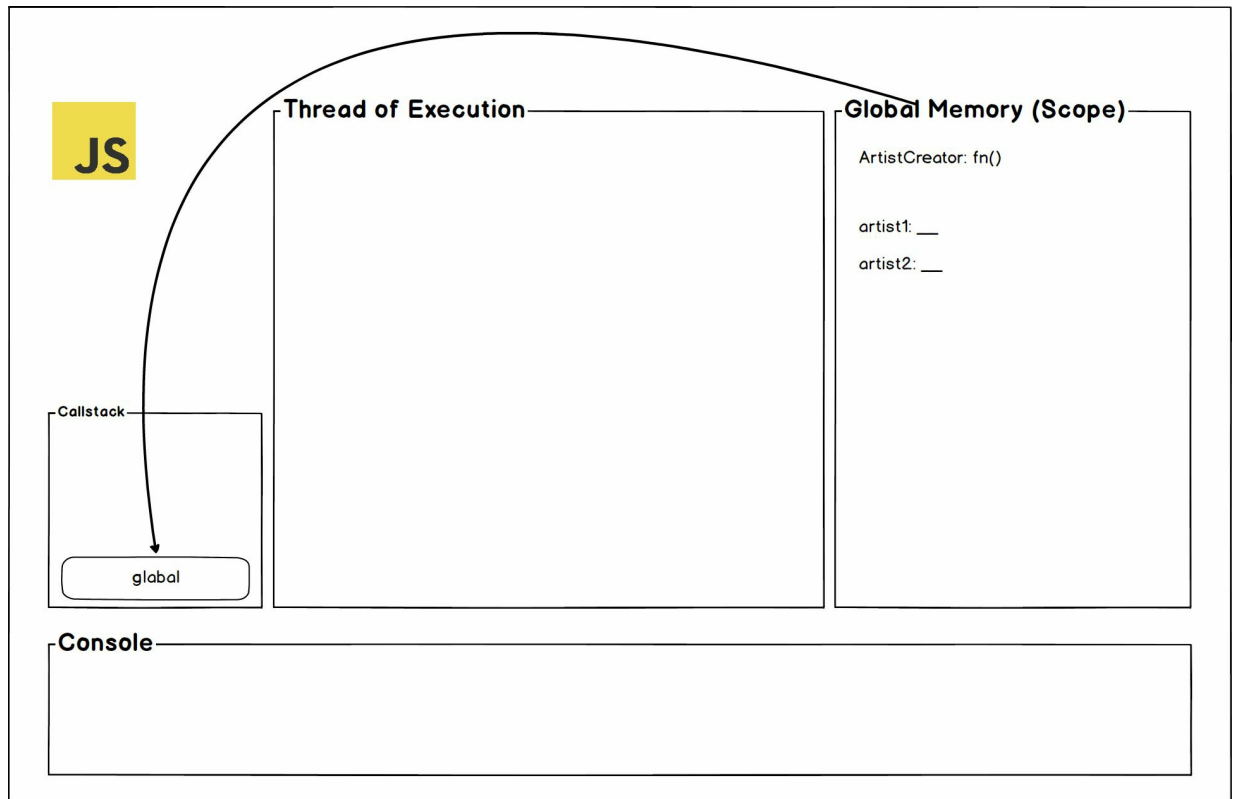 JS
Thread of Execution
Global Memory (Scope)
ArtistCreator: fn()
artist1: __
artist2: __
Callstack
glabal
Console